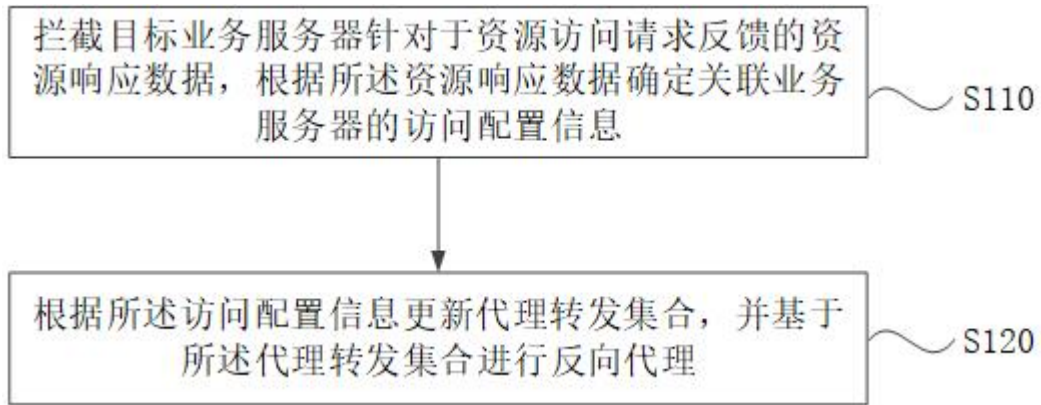 拦截目标业务服务器针对于资源访问请求反馈的资
源响应数据，根据所述资源响应数据确定关联业务
服务器的访问配置信息
S110
根据所述访问配置信息更新代理转发集合，并基于
所述代理转发集合进行反向代理
S120